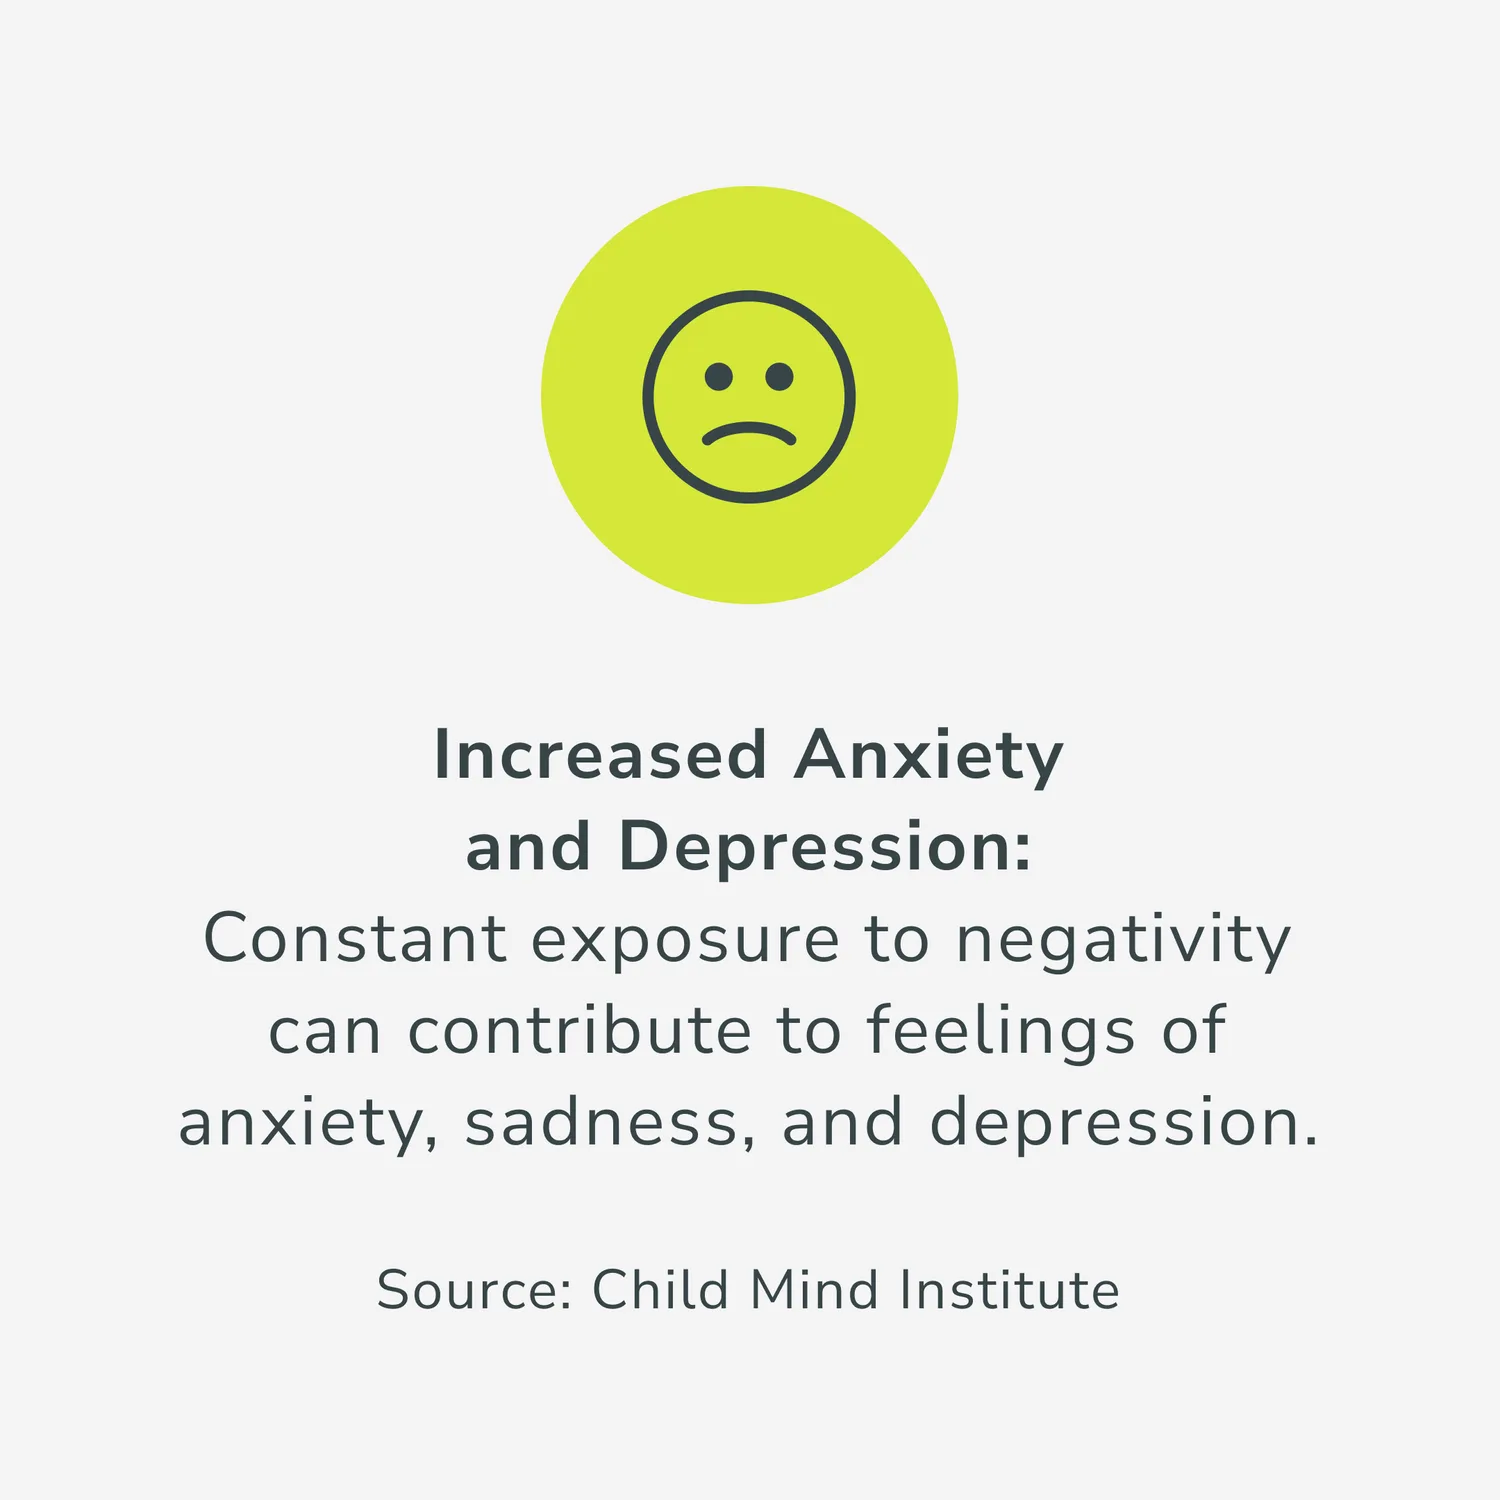 Increased Anxiety
and Depression:
Constant exposure to negativity
can contribute to feelings of
anxiety, sadness, and depression.
Source: Child Mind Institute